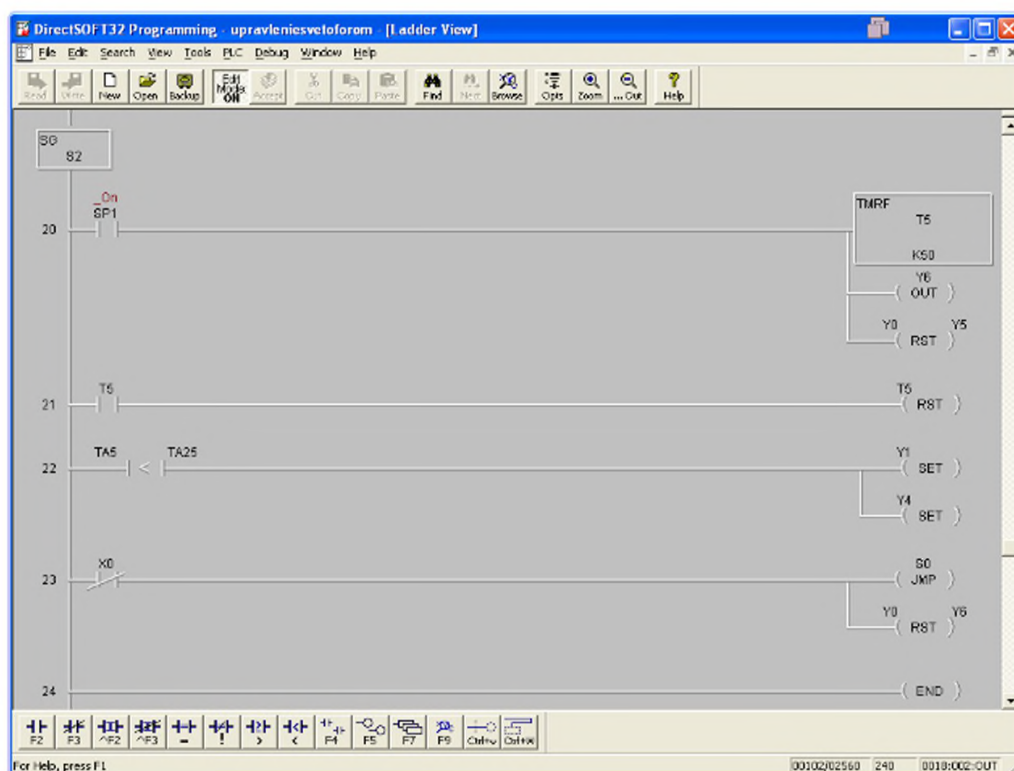 DirectSOFT32 Programming - upravleniesvetoforom - [Ladder View]
File Edit Search View Tools PLC Debug Window Help
Read Write New Open Backup Edit Mode: ON Accept Cut Copy Paste Find Next Browse Opts Zoom ... Out Help
SG
S2
_On
SP1
20
TMRF
T5
K50
Y6
OUT
Y0 Y5
RST
T5 T5
21 RST
TA5 < TA25 Y1
22 SET
Y4
SET
X0 S0
23 JMP
Y0 Y6
RST
24 END
F2 F3 ^F2 ^F3 = ! > < F4 F5 F7 F8 F9 Ctrl+W
For Help, press F1 00102/02560 240 0018:002:OUT